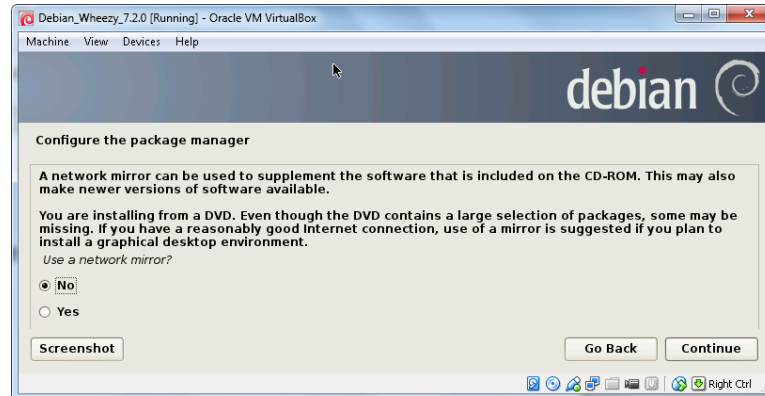 Debian_Wheezy_7.2.0 [Running] - Oracle VM VirtualBox
Machine View Devices Help
debian
Configure the package manager
A network mirror can be used to supplement the software that is included on the CD-ROM. This may also
make newer versions of software available.
You are installing from a DVD. Even though the DVD contains a large selection of packages, some may be
missing. If you have a reasonably good Internet connection, use of a mirror is suggested if you plan to
install a graphical desktop environment.
Use a network mirror?
No
Yes
Screenshot Go Back Continue
Right Ctrl